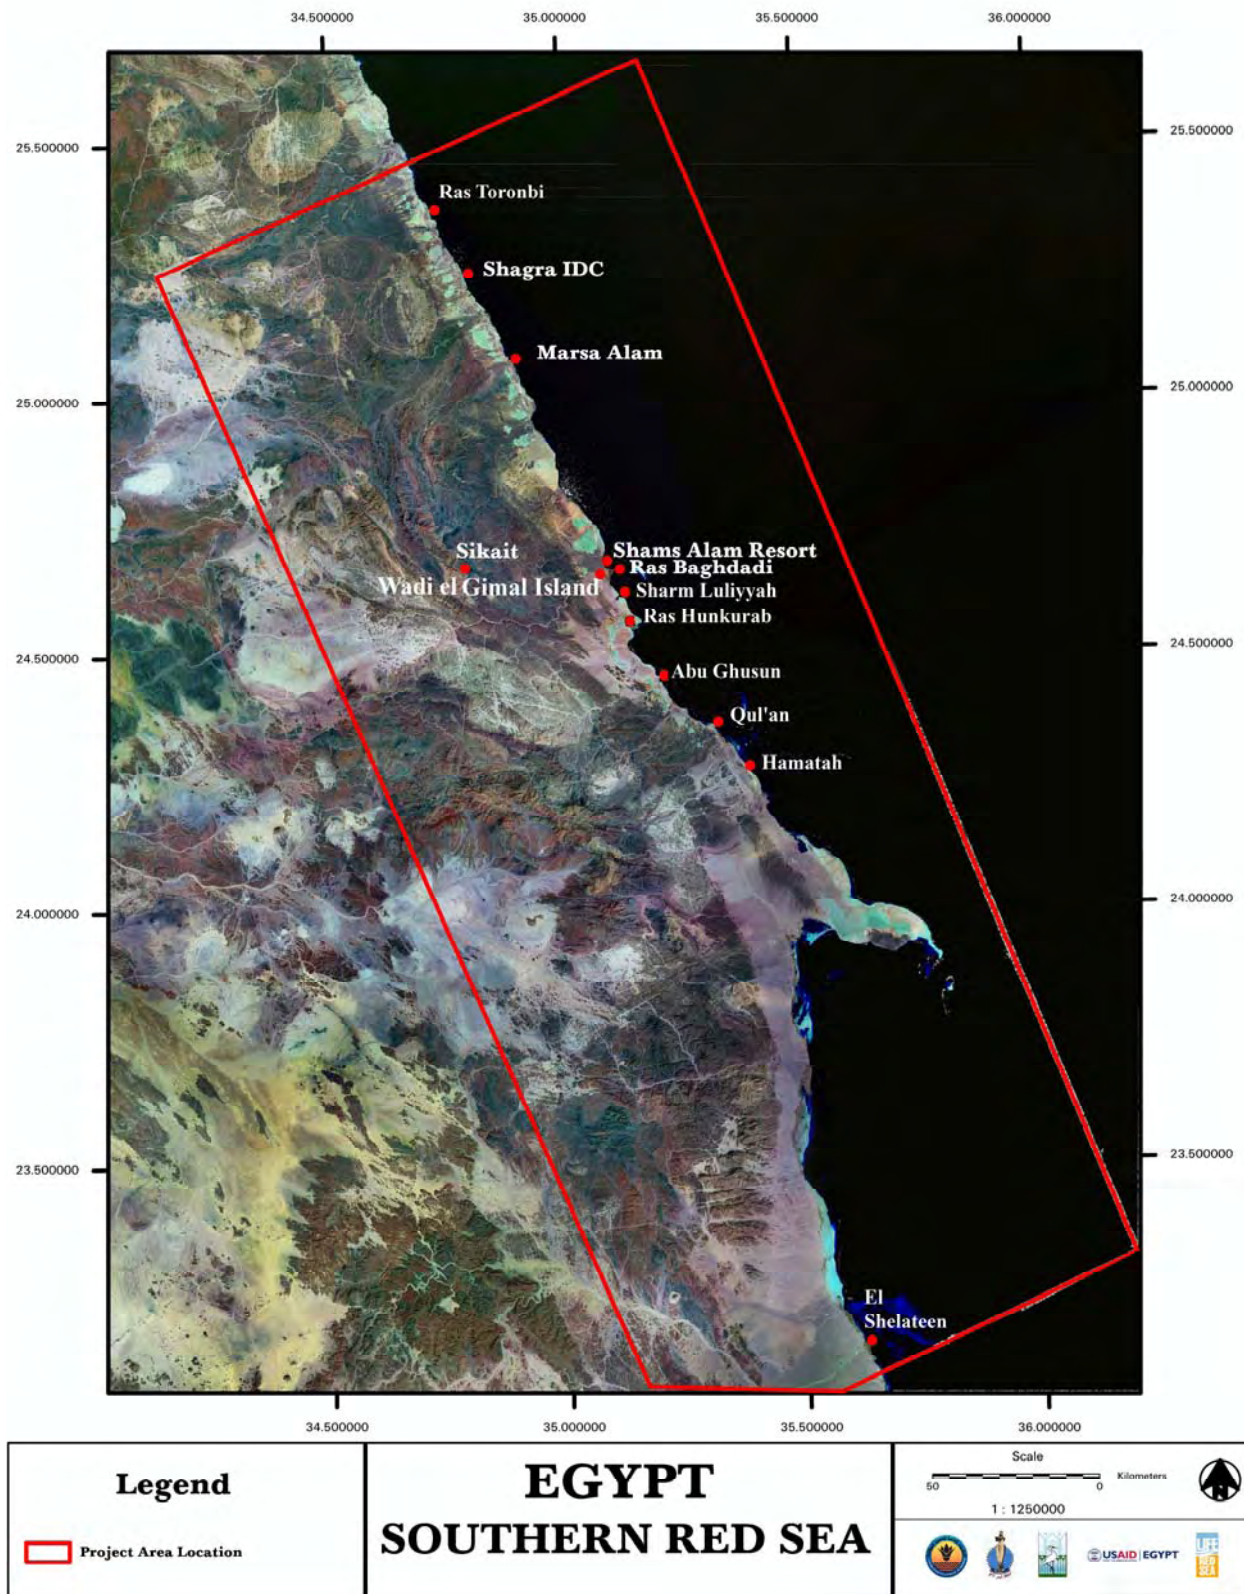 34.500000 35.000000 35.500000 36.000000
25.500000
25.500000
Ras Toronbi
Shagra IDC
Marsa Alam
25.000000
25.000000
Shams Alam Resort
Sikait
Ras Baghdadi
Wadi el Gimal Island
Sharm Luliyyah
Ras Hunkurab
24.500000
24.500000
Abu Ghusun
Qul'an
Hamatah
24.000000
24.000000
23.500000
23.500000
El
Shelateen
34.500000 35.000000 35.500000 36.000000
Legend
Project Area Location
EGYPT
SOUTHERN RED SEA
Scale
50 0 Kilometers
1 : 1250000
N
USAID | EGYPT
LIFE
RED
SEA